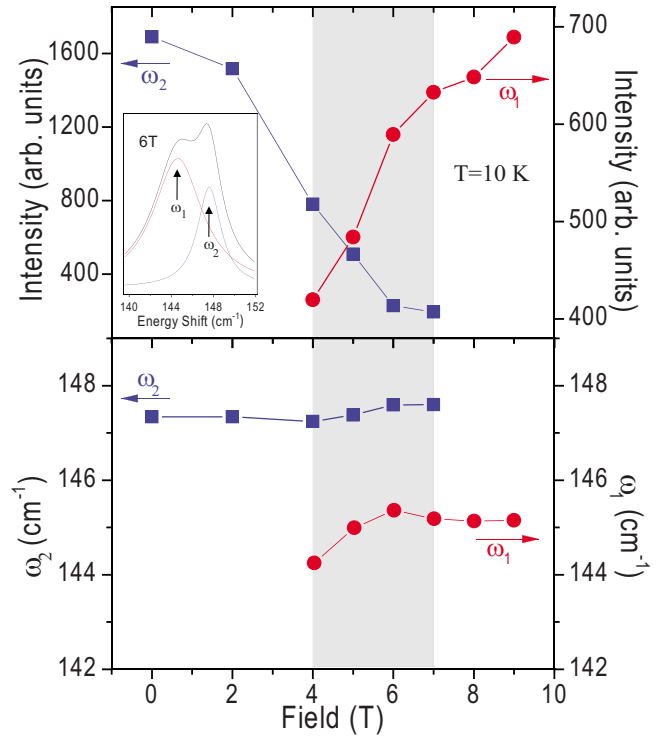 Intensity (arb. units)
1600
1200
800
400
ω₂
6T
ω₁
ω₂
140 144 148 152
Energy Shift (cm⁻¹)
ω₁
T=10 K
700
600
500
400
Intensity (arb. units)
ω₂ (cm⁻¹)
148
146
144
142
ω₂
ω₁
148
146
144
142
ω₁ (cm⁻¹)
0 2 4 6 8 10
Field (T)